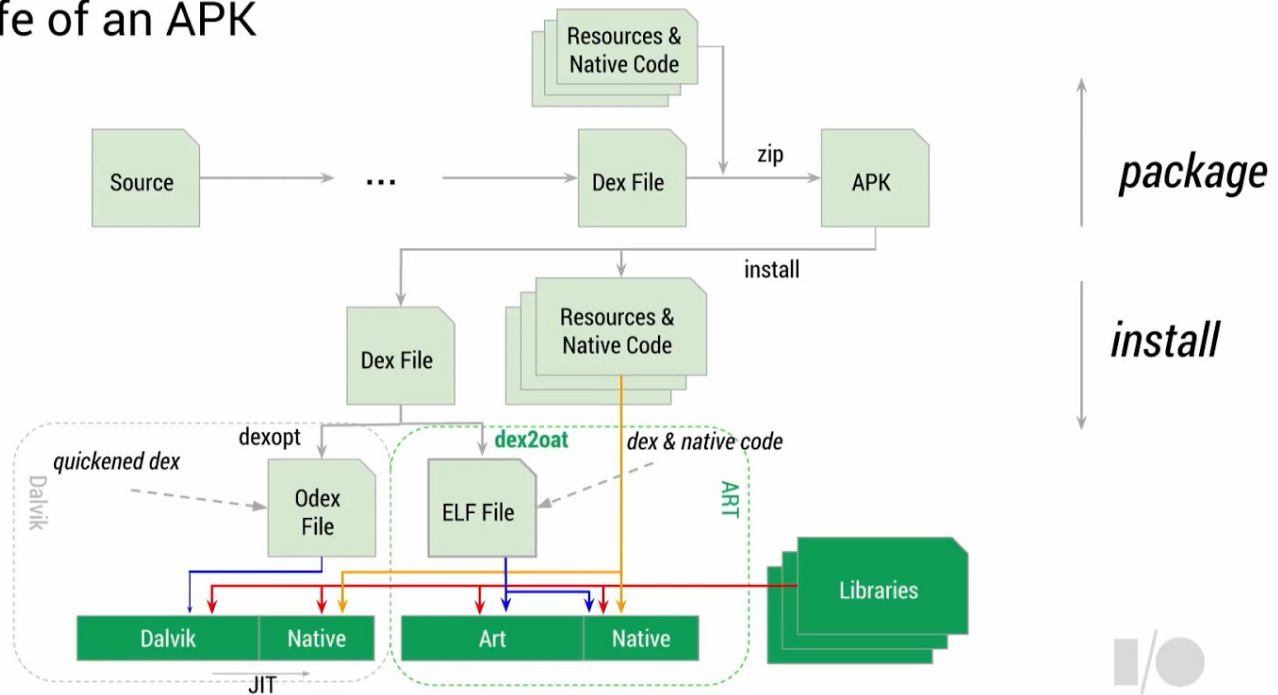 fe of an APK
Resources &
Native Code
Source
...
Dex File
zip
APK
package
install
Dex File
Resources &
Native Code
install
dexopt
dex2oat
dex & native code
quickened dex
Dalvik
Odex
File
ELF File
ART
Libraries
Dalvik
Native
Art
Native
JIT
I/O